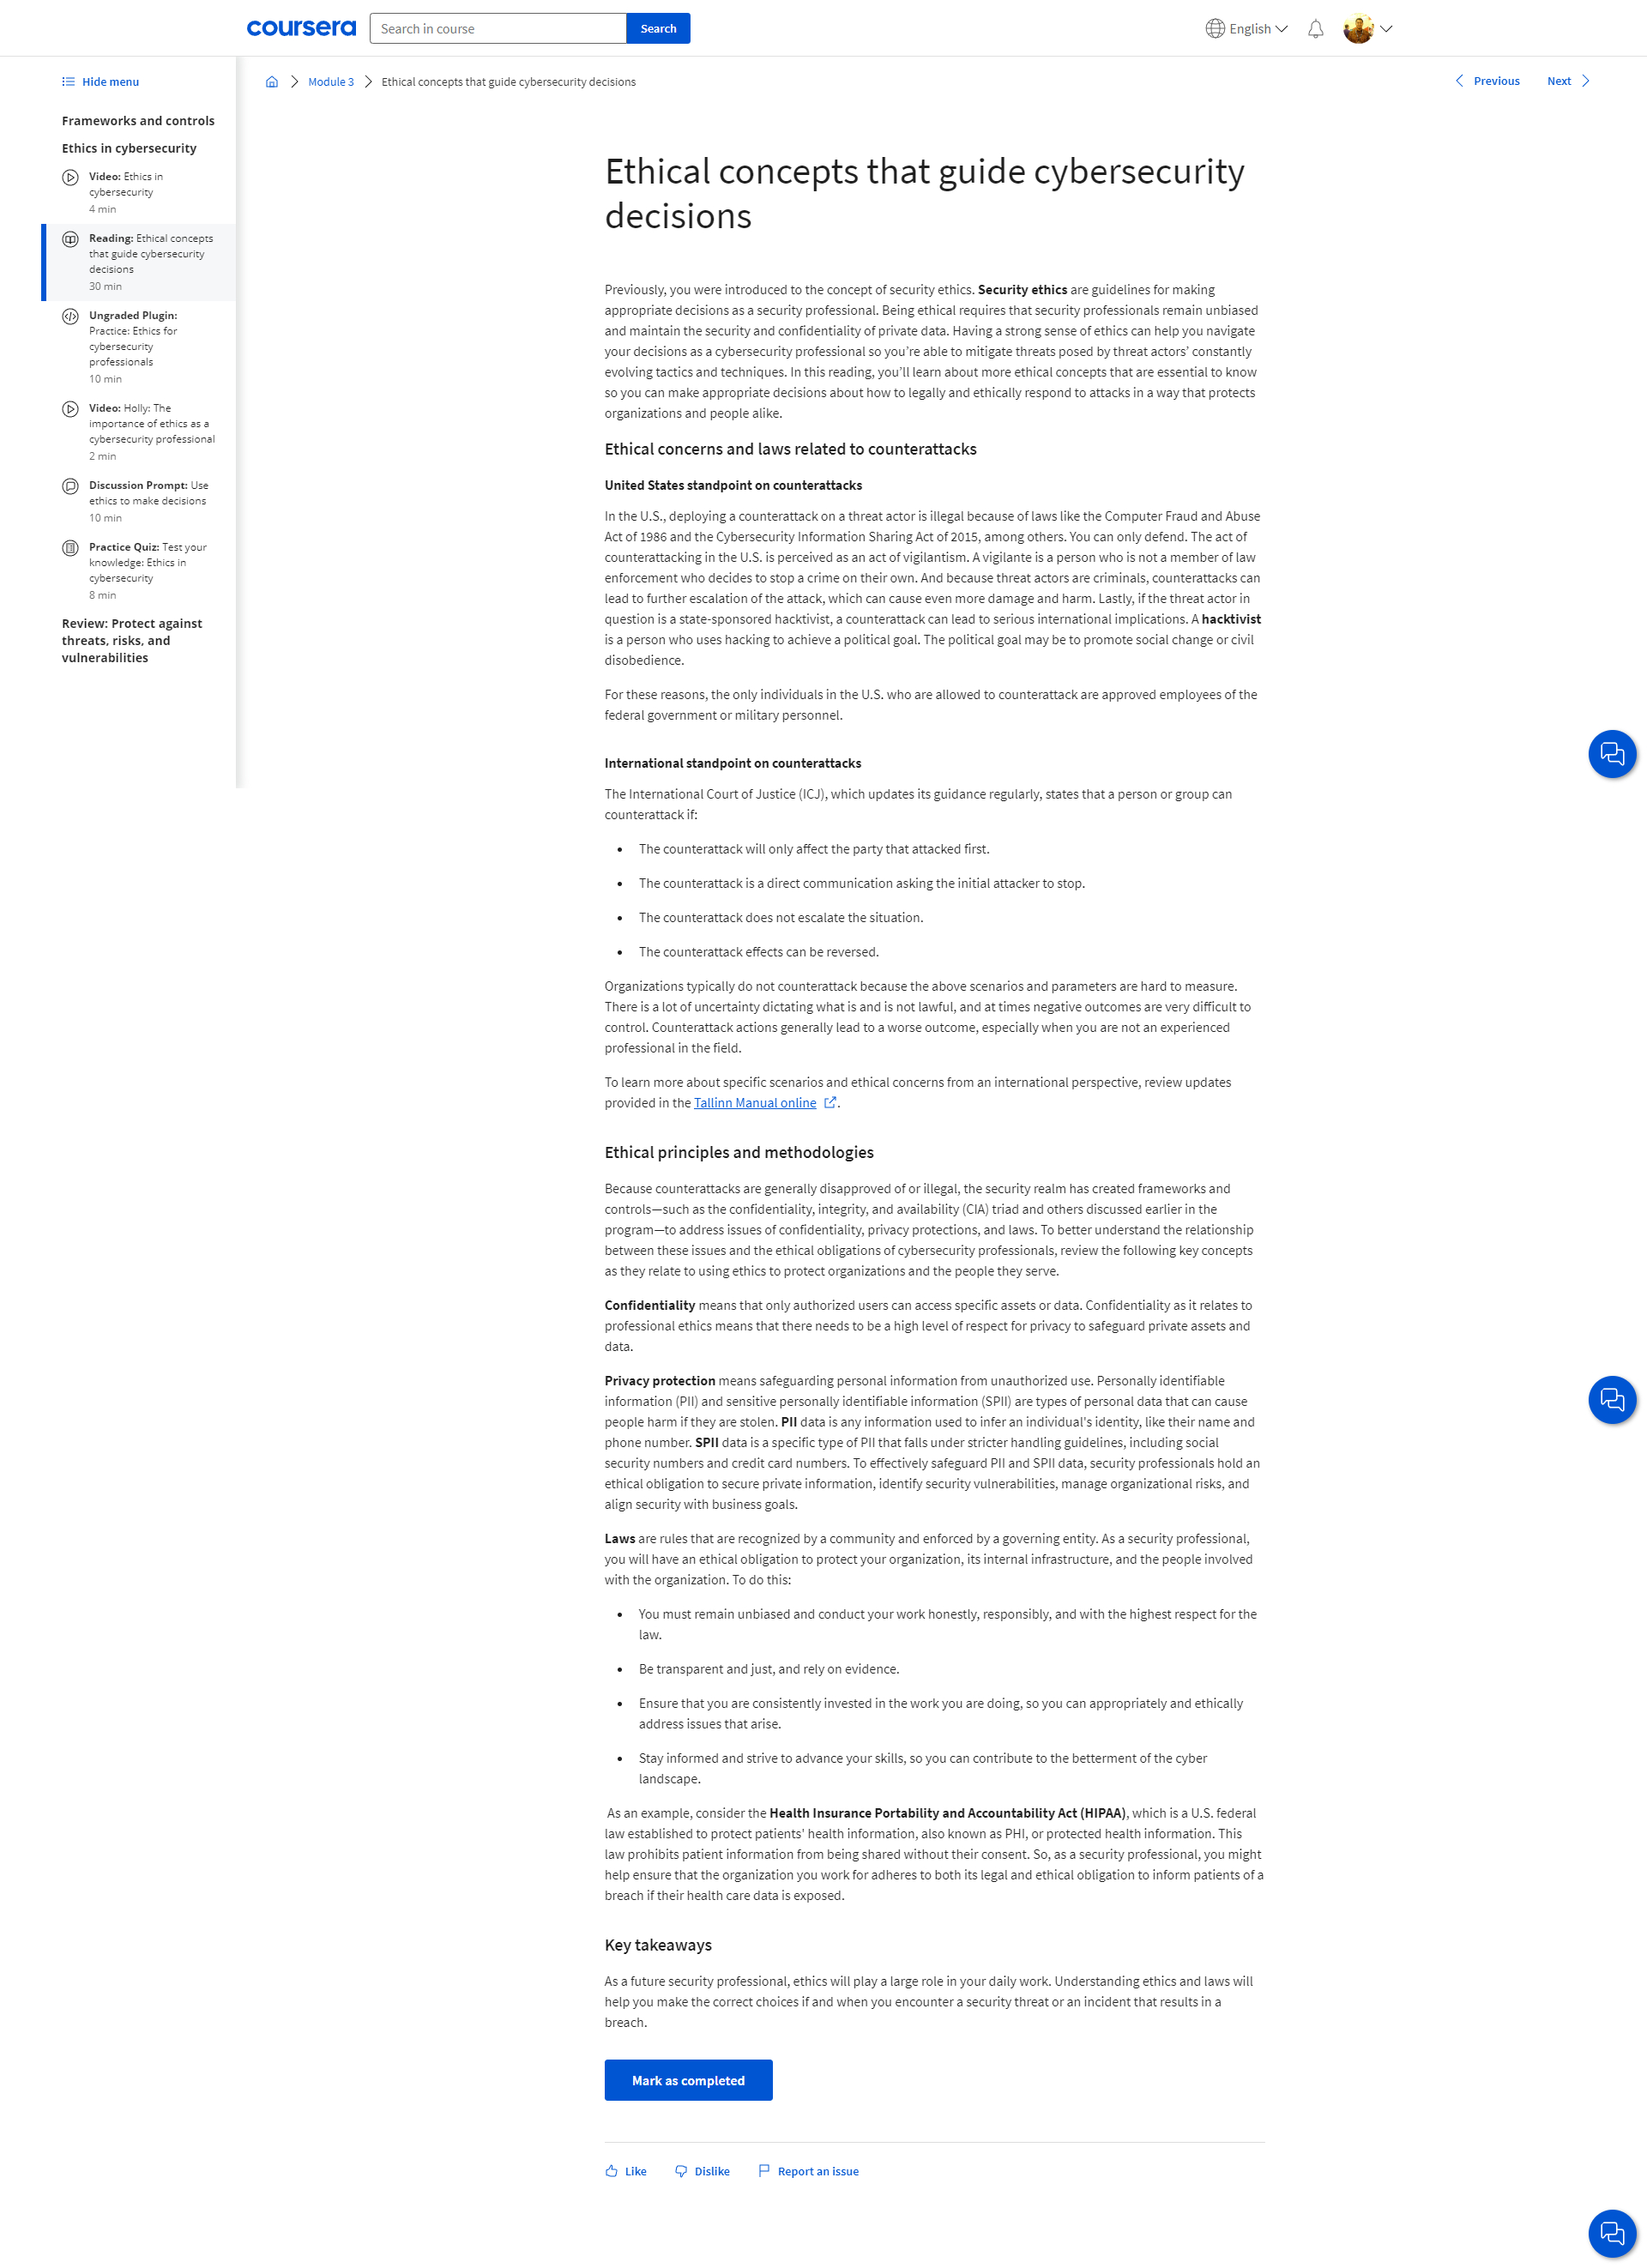 coursera
Search in course
Search
English
Hide menu
Frameworks and controls
Ethics in cybersecurity
Video: Ethics in
cybersecurity
4 min
Reading: Ethical concepts
that guide cybersecurity
decisions
30 min
Ungraded Plugin:
Practice: Ethics for
cybersecurity
professionals
10 min
Video: Holly: The
importance of ethics as a
cybersecurity professional
2 min
Discussion Prompt: Use
ethics to make decisions
10 min
Practice Quiz: Test your
knowledge: Ethics in
cybersecurity
8 min
Review: Protect against
threats, risks, and
vulnerabilities
Module 3
Ethical concepts that guide cybersecurity decisions
Previous
Next
Ethical concepts that guide cybersecurity
decisions
Previously, you were introduced to the concept of security ethics. Security ethics are guidelines for making
appropriate decisions as a security professional. Being ethical requires that security professionals remain unbiased
and maintain the security and confidentiality of private data. Having a strong sense of ethics can help you navigate
your decisions as a cybersecurity professional so you’re able to mitigate threats posed by threat actors’ constantly
evolving tactics and techniques. In this reading, you’ll learn about more ethical concepts that are essential to know
so you can make appropriate decisions about how to legally and ethically respond to attacks in a way that protects
organizations and people alike.
Ethical concerns and laws related to counterattacks
United States standpoint on counterattacks
In the U.S., deploying a counterattack on a threat actor is illegal because of laws like the Computer Fraud and Abuse
Act of 1986 and the Cybersecurity Information Sharing Act of 2015, among others. You can only defend. The act of
counterattacking in the U.S. is perceived as an act of vigilantism. A vigilante is a person who is not a member of law
enforcement who decides to stop a crime on their own. And because threat actors are criminals, counterattacks can
lead to further escalation of the attack, which can cause even more damage and harm. Lastly, if the threat actor in
question is a state-sponsored hacktivist, a counterattack can lead to serious international implications. A hacktivist
is a person who uses hacking to achieve a political goal. The political goal may be to promote social change or civil
disobedience.
For these reasons, the only individuals in the U.S. who are allowed to counterattack are approved employees of the
federal government or military personnel.
International standpoint on counterattacks
The International Court of Justice (ICJ), which updates its guidance regularly, states that a person or group can
counterattack if:
• The counterattack will only affect the party that attacked first.
• The counterattack is a direct communication asking the initial attacker to stop.
• The counterattack does not escalate the situation.
• The counterattack effects can be reversed.
Organizations typically do not counterattack because the above scenarios and parameters are hard to measure.
There is a lot of uncertainty dictating what is and is not lawful, and at times negative outcomes are very difficult to
control. Counterattack actions generally lead to a worse outcome, especially when you are not an experienced
professional in the field.
To learn more about specific scenarios and ethical concerns from an international perspective, review updates
provided in the Tallinn Manual online .
Ethical principles and methodologies
Because counterattacks are generally disapproved of or illegal, the security realm has created frameworks and
controls—such as the confidentiality, integrity, and availability (CIA) triad and others discussed earlier in the
program—to address issues of confidentiality, privacy protections, and laws. To better understand the relationship
between these issues and the ethical obligations of cybersecurity professionals, review the following key concepts
as they relate to using ethics to protect organizations and the people they serve.
Confidentiality means that only authorized users can access specific assets or data. Confidentiality as it relates to
professional ethics means that there needs to be a high level of respect for privacy to safeguard private assets and
data.
Privacy protection means safeguarding personal information from unauthorized use. Personally identifiable
information (PII) and sensitive personally identifiable information (SPII) are types of personal data that can cause
people harm if they are stolen. PII data is any information used to infer an individual's identity, like their name and
phone number. SPII data is a specific type of PII that falls under stricter handling guidelines, including social
security numbers and credit card numbers. To effectively safeguard PII and SPII data, security professionals hold an
ethical obligation to secure private information, identify security vulnerabilities, manage organizational risks, and
align security with business goals.
Laws are rules that are recognized by a community and enforced by a governing entity. As a security professional,
you will have an ethical obligation to protect your organization, its internal infrastructure, and the people involved
with the organization. To do this:
• You must remain unbiased and conduct your work honestly, responsibly, and with the highest respect for the
law.
• Be transparent and just, and rely on evidence.
• Ensure that you are consistently invested in the work you are doing, so you can appropriately and ethically
address issues that arise.
• Stay informed and strive to advance your skills, so you can contribute to the betterment of the cyber
landscape.
As an example, consider the Health Insurance Portability and Accountability Act (HIPAA), which is a U.S. federal
law established to protect patients' health information, also known as PHI, or protected health information. This
law prohibits patient information from being shared without their consent. So, as a security professional, you might
help ensure that the organization you work for adheres to both its legal and ethical obligation to inform patients of a
breach if their health care data is exposed.
Key takeaways
As a future security professional, ethics will play a large role in your daily work. Understanding ethics and laws will
help you make the correct choices if and when you encounter a security threat or an incident that results in a
breach.
Mark as completed
Like
Dislike
Report an issue